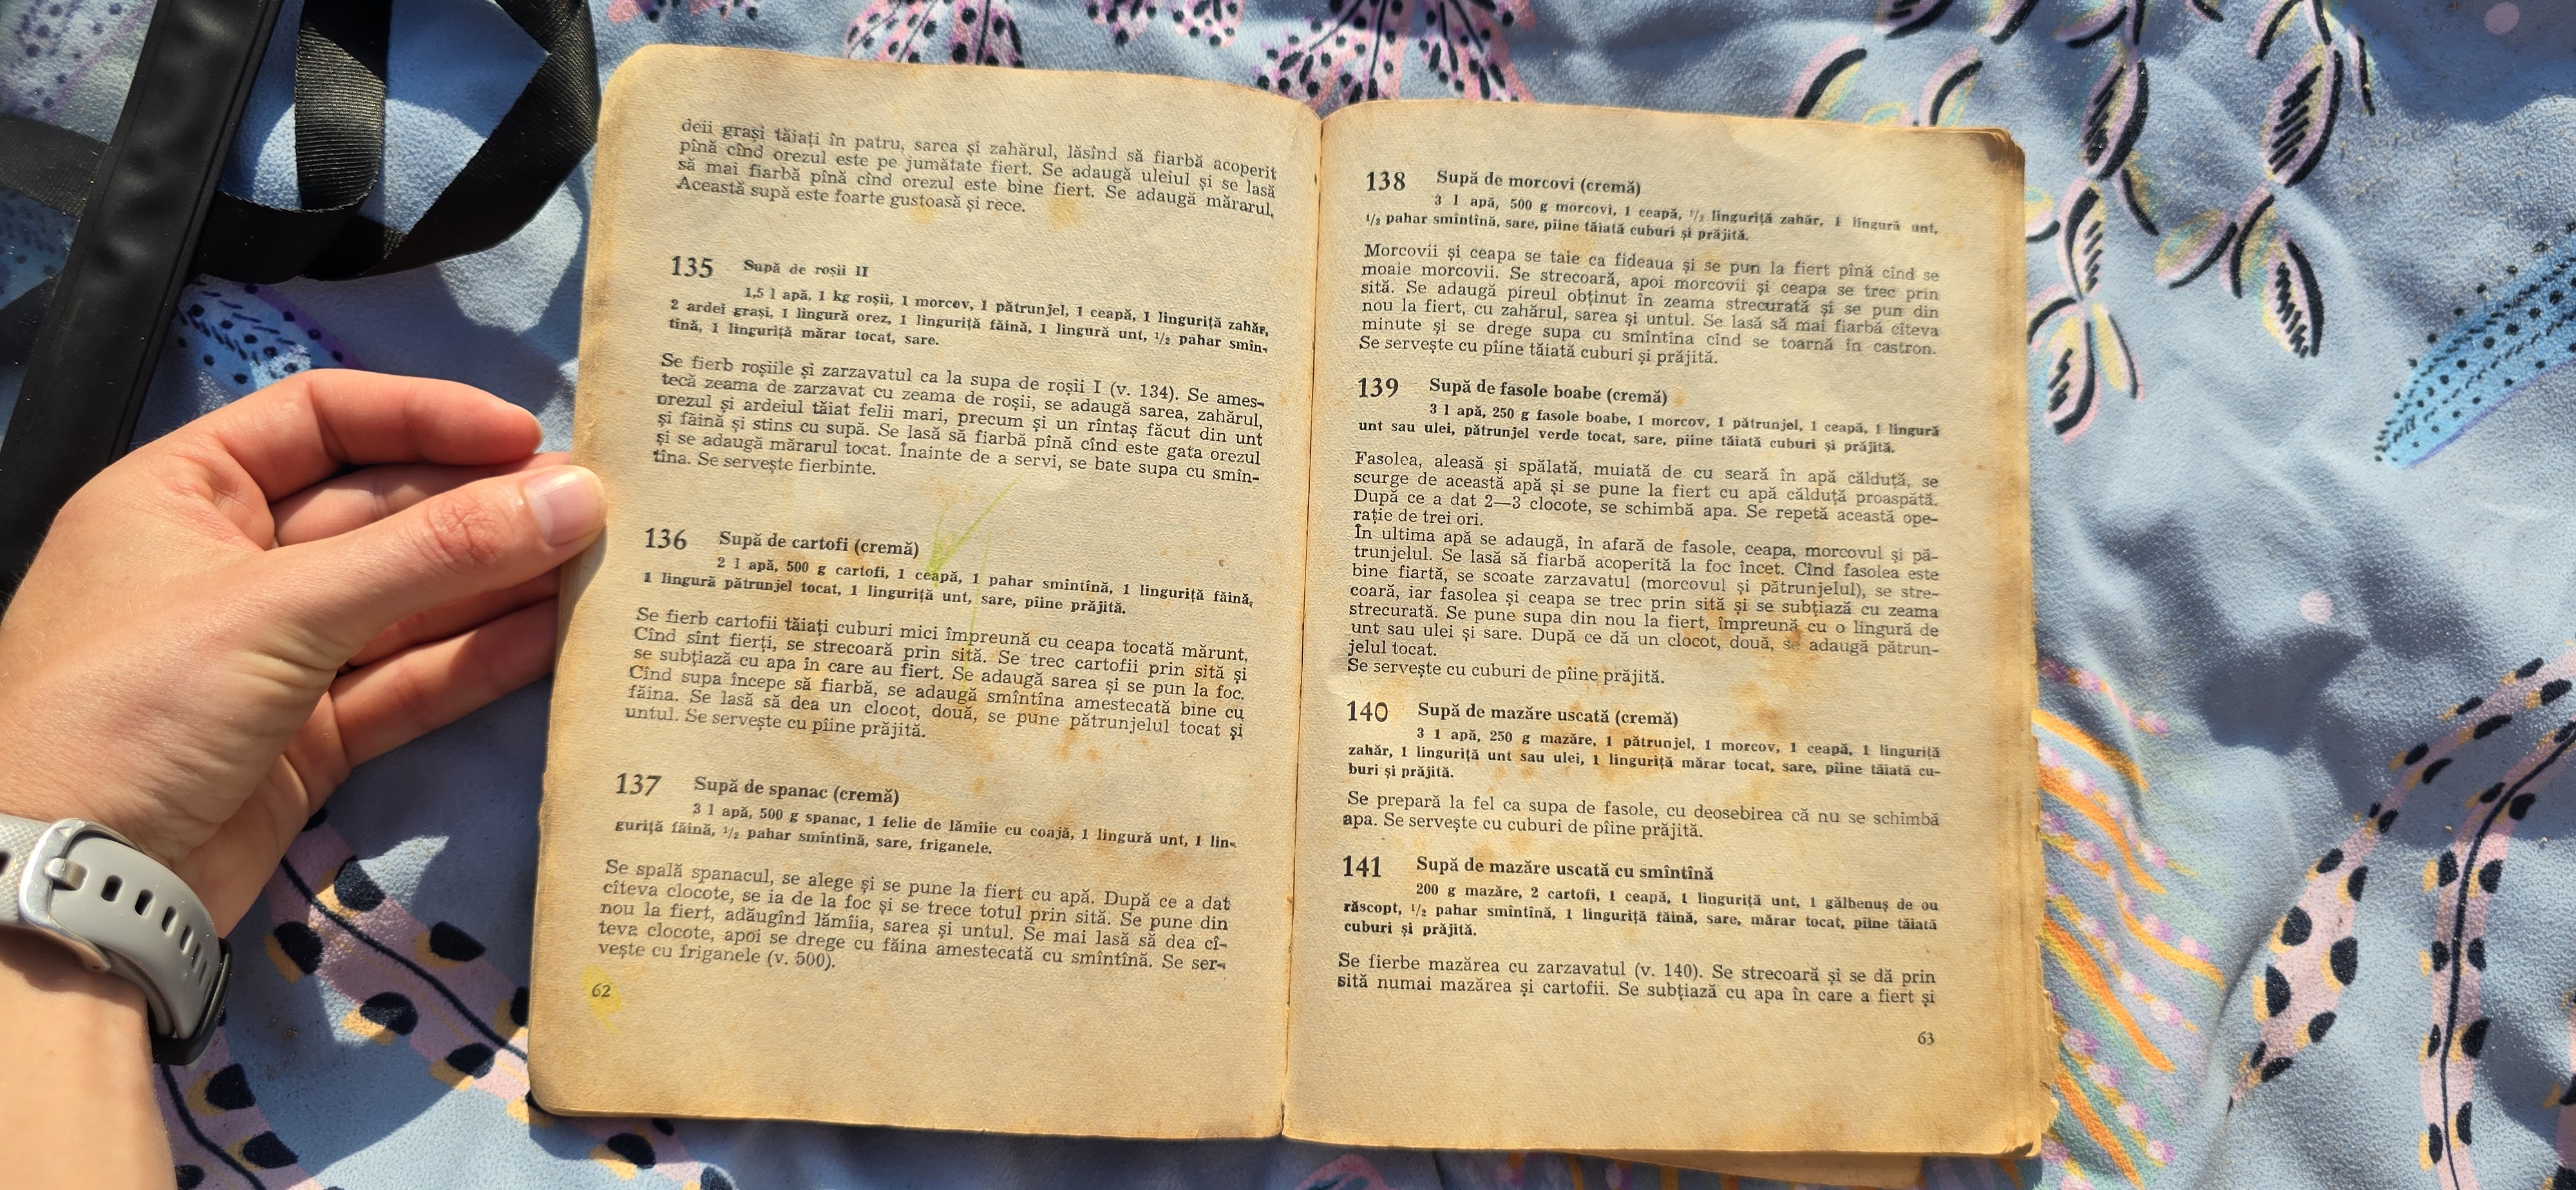 deii grași tăiați în patru, sarea și zahărul, lăsînd să fiarbă acoperit
pînă cînd orezul este pe jumătate fiert. Se adaugă uleiul și se lasă
să mai fiarbă pînă cînd orezul este bine fiert. Se adaugă mărarul.
Această supă este foarte gustoasă și rece.
135 Supă de roșii II
1,5 l apă, 1 kg roșii, 1 morcov, 1 pătrunjel, 1 ceapă, 1 linguriță zahăr,
2 ardei grași, 1 lingură orez, 1 linguriță făină, 1 lingură unt, 1/2 pahar smîn-
tînă, 1 linguriță mărar tocat, sare.
Se fierb roșiile și zarzavatul ca la supa de roșii I (v. 134). Se ames-
tecă zeama de zarzavat cu zeama de roșii, se adaugă sarea, zahărul,
orezul și ardeiul tăiat felii mari, precum și un rîntaș făcut din unt
și făină și stins cu supă. Se lasă să fiarbă pînă cînd este gata orezul
și se adaugă mărarul tocat. Înainte de a servi, se bate supa cu smîn-
tîna. Se servește fierbinte.
136 Supă de cartofi (cremă)
2 l apă, 500 g cartofi, 1 ceapă, 1 pahar smîntînă, 1 linguriță făină,
1 lingură pătrunjel tocat, 1 linguriță unt, sare, pîine prăjită.
Se fierb cartofii tăiați cuburi mici împreună cu ceapa tocată mărunt.
Cînd sînt fierți, se strecoară prin sită. Se trec cartofii prin sită și
se subțiază cu apa în care au fiert. Se adaugă sarea și se pun la foc.
Cînd supa începe să fiarbă, se adaugă smîntîna amestecată bine cu
făina. Se lasă să dea un clocot, două, se pune pătrunjelul tocat și
untul. Se servește cu pîine prăjită.
137 Supă de spanac (cremă)
3 l apă, 500 g spanac, 1 felie de lămîie cu coajă, 1 lingură unt, 1 lin-
guriță făină, 1/2 pahar smîntînă, sare, friganele.
Se spală spanacul, se alege și se pune la fiert cu apă. După ce a dat
cîteva clocote, se ia de la foc și se trece totul prin sită. Se pune din
nou la fiert, adăugînd lămîia, sarea și untul. Se mai lasă să dea cî-
teva clocote, apoi se drege cu făina amestecată cu smîntînă. Se ser-
vește cu friganele (v. 500).
62
138 Supă de morcovi (cremă)
3 l apă, 500 g morcovi, 1 ceapă, 1/2 linguriță zahăr, 1 lingură unt,
1/2 pahar smîntînă, sare, pîine tăiată cuburi și prăjită.
Morcovii și ceapa se taie ca fideaua și se pun la fiert pînă cînd se
moaie morcovii. Se strecoară, apoi morcovii și ceapa se trec prin
sită. Se adaugă pireul obținut în zeama strecurată și se pun din
nou la fiert, cu zahărul, sarea și untul. Se lasă să mai fiarbă cîteva
minute și se drege supa cu smîntîna cînd se toarnă în castron.
Se servește cu pîine tăiată cuburi și prăjită.
139 Supă de fasole boabe (cremă)
3 l apă, 250 g fasole boabe, 1 morcov, 1 pătrunjel, 1 ceapă, 1 lingură
unt sau ulei, pătrunjel verde tocat, sare, pîine tăiată cuburi și prăjită.
Fasolea, aleasă și spălată, muiată de cu seară în apă călduță, se
scurge de această apă și se pune la fiert cu apă călduță proaspătă.
După ce a dat 2—3 clocote, se schimbă apa. Se repetă această ope-
rație de trei ori.
În ultima apă se adaugă, în afară de fasole, ceapa, morcovul și pă-
trunjelul. Se lasă să fiarbă acoperită la foc încet. Cînd fasolea este
bine fiartă, se scoate zarzavatul (morcovul și pătrunjelul), se stre-
coară, iar fasolea și ceapa se trec prin sită și se subțiază cu zeama
strecurată. Se pune supa din nou la fiert, împreună cu o lingură de
unt sau ulei și sare. După ce dă un clocot, două, se adaugă pătrun-
jelul tocat.
Se servește cu cuburi de pîine prăjită.
140 Supă de mazăre uscată (cremă)
3 l apă, 250 g mazăre, 1 pătrunjel, 1 morcov, 1 ceapă, 1 linguriță
zahăr, 1 linguriță unt sau ulei, 1 linguriță mărar tocat, sare, pîine tăiată cu-
buri și prăjită.
Se prepară la fel ca supa de fasole, cu deosebirea că nu se schimbă
apa. Se servește cu cuburi de pîine prăjită.
141 Supă de mazăre uscată cu smîntînă
200 g mazăre, 2 cartofi, 1 ceapă, 1 linguriță unt, 1 gălbenuș de ou
răscopt, 1/2 pahar smîntînă, 1 linguriță făină, sare, mărar tocat, pîine tăiată
cuburi și prăjită.
Se fierbe mazărea cu zarzavatul (v. 140). Se strecoară și se dă prin
sită numai mazărea și cartofii. Se subțiază cu apa în care a fiert și
63